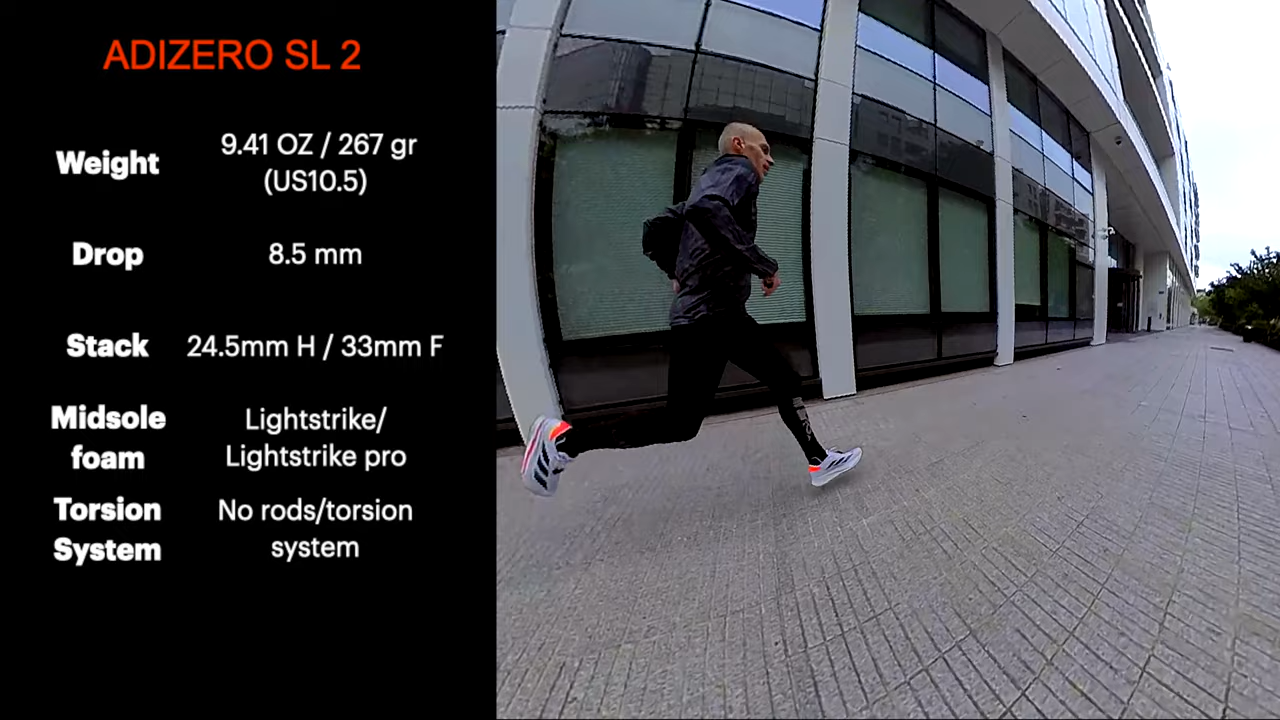 ADIZERO SL 2
Weight
9.41 OZ / 267 gr
(US10.5)
Drop
8.5 mm
Stack
24.5mm H / 33mm F
Midsole
foam
Lightstrike/
Lightstrike pro
Torsion
System
No rods/torsion
system